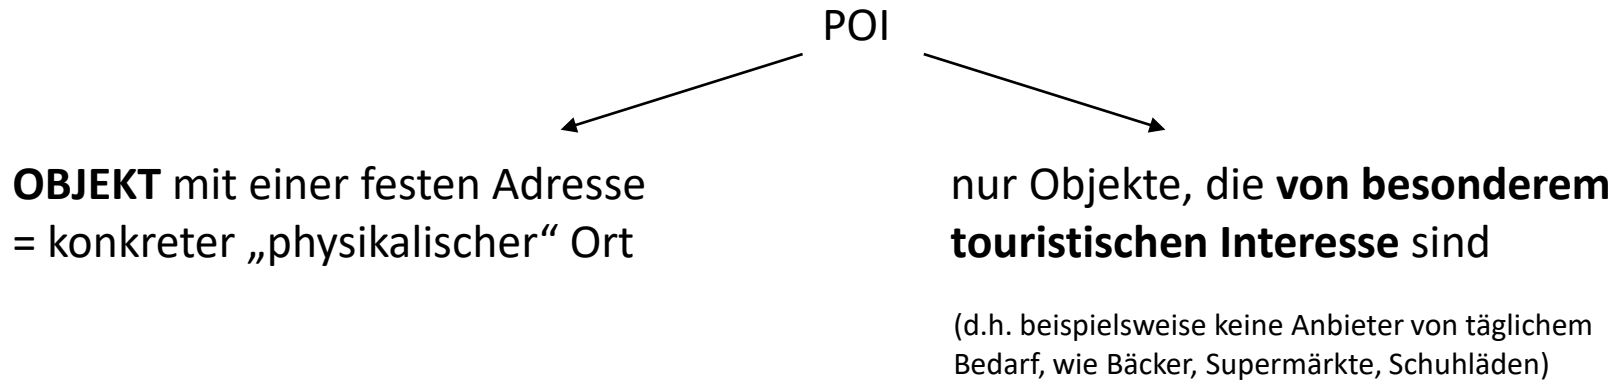 POI
OBJEKT mit einer festen Adresse
= konkreter „physikalischer“ Ort
nur Objekte, die von besonderem
touristischen Interesse sind
(d.h. beispielsweise keine Anbieter von täglichem
Bedarf, wie Bäcker, Supermärkte, Schuhläden)